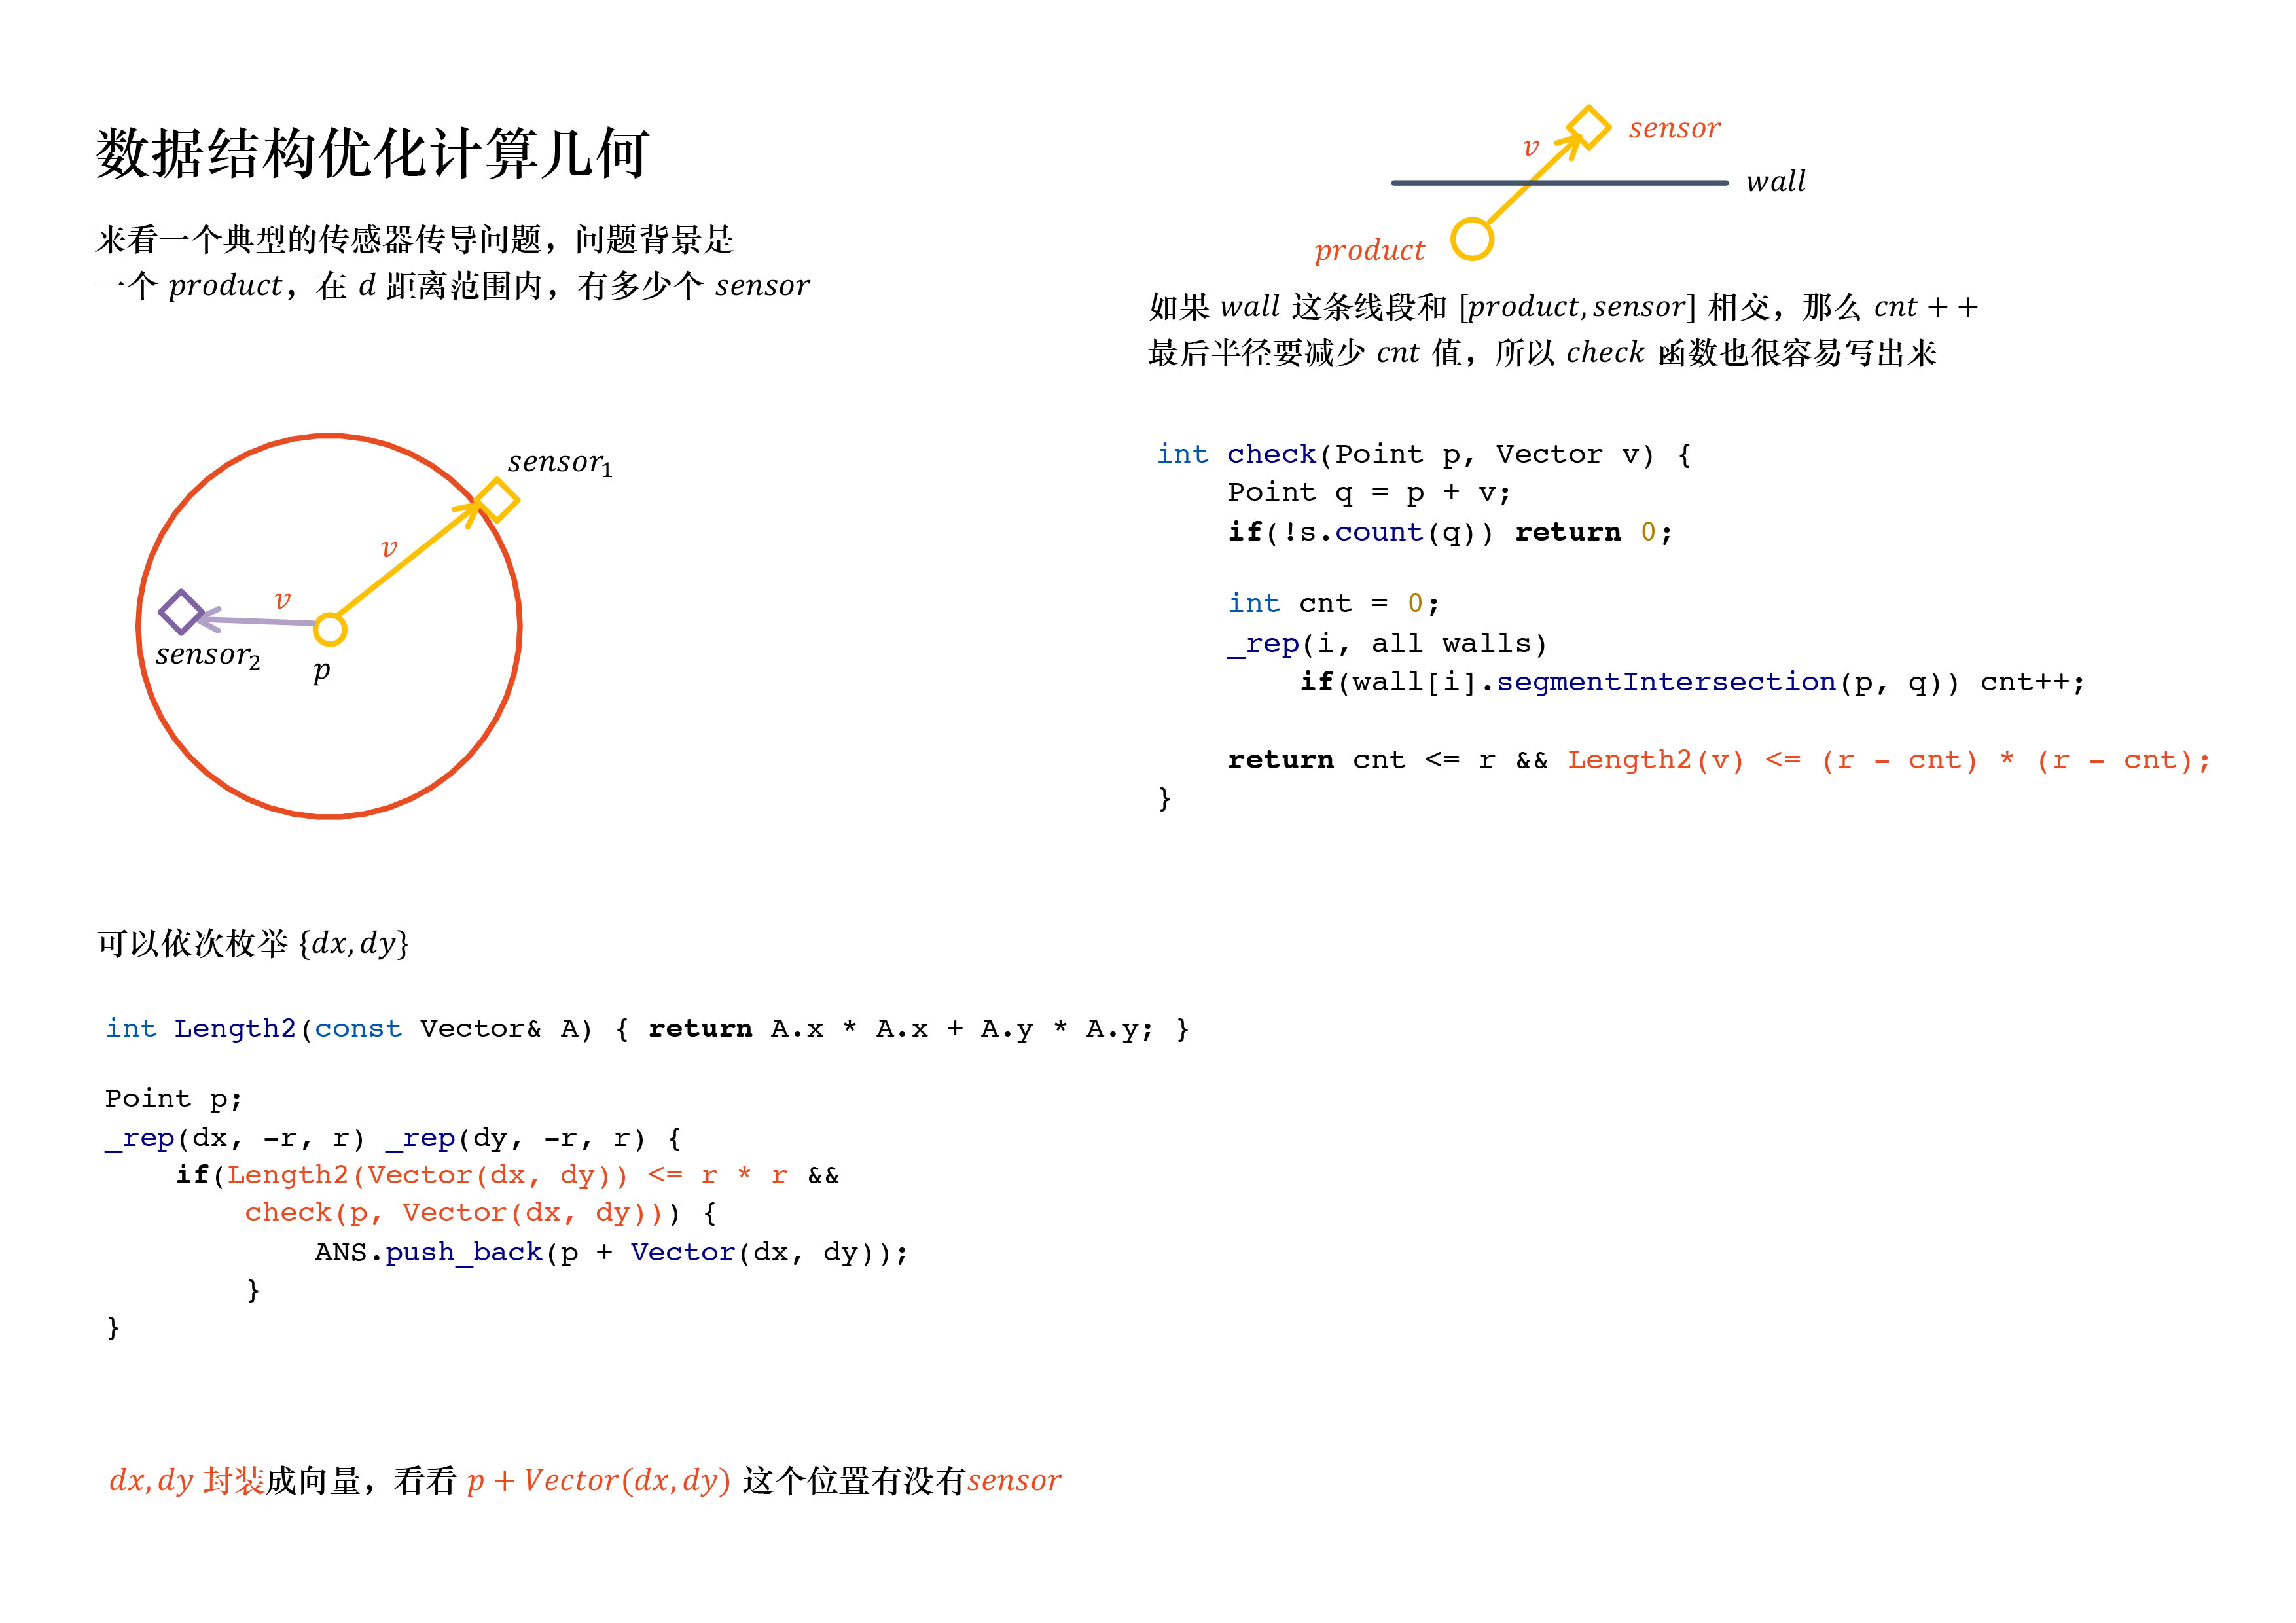 数据结构优化计算几何
来看一个典型的传感器传导问题，问题背景是
一个 product，在 d 距离范围内，有多少个 sensor
sensor₁
v
v
sensor₂
p
可以依次枚举 {dx, dy}
int Length2(const Vector& A) { return A.x * A.x + A.y * A.y; }
Point p;
_rep(dx, -r, r) _rep(dy, -r, r) {
    if(Length2(Vector(dx, dy)) <= r * r &&
        check(p, Vector(dx, dy))) {
            ANS.push_back(p + Vector(dx, dy));
        }
}
dx, dy 封装成向量，看看 p + Vector(dx, dy) 这个位置有没有sensor
sensor
v
wall
product
如果 wall 这条线段和 [product, sensor] 相交，那么 cnt + +
最后半径要减少 cnt 值，所以 check 函数也很容易写出来
int check(Point p, Vector v) {
    Point q = p + v;
    if(!s.count(q)) return 0;
    int cnt = 0;
    _rep(i, all walls)
        if(wall[i].segmentIntersection(p, q)) cnt++;
    return cnt <= r && Length2(v) <= (r - cnt) * (r - cnt);
}